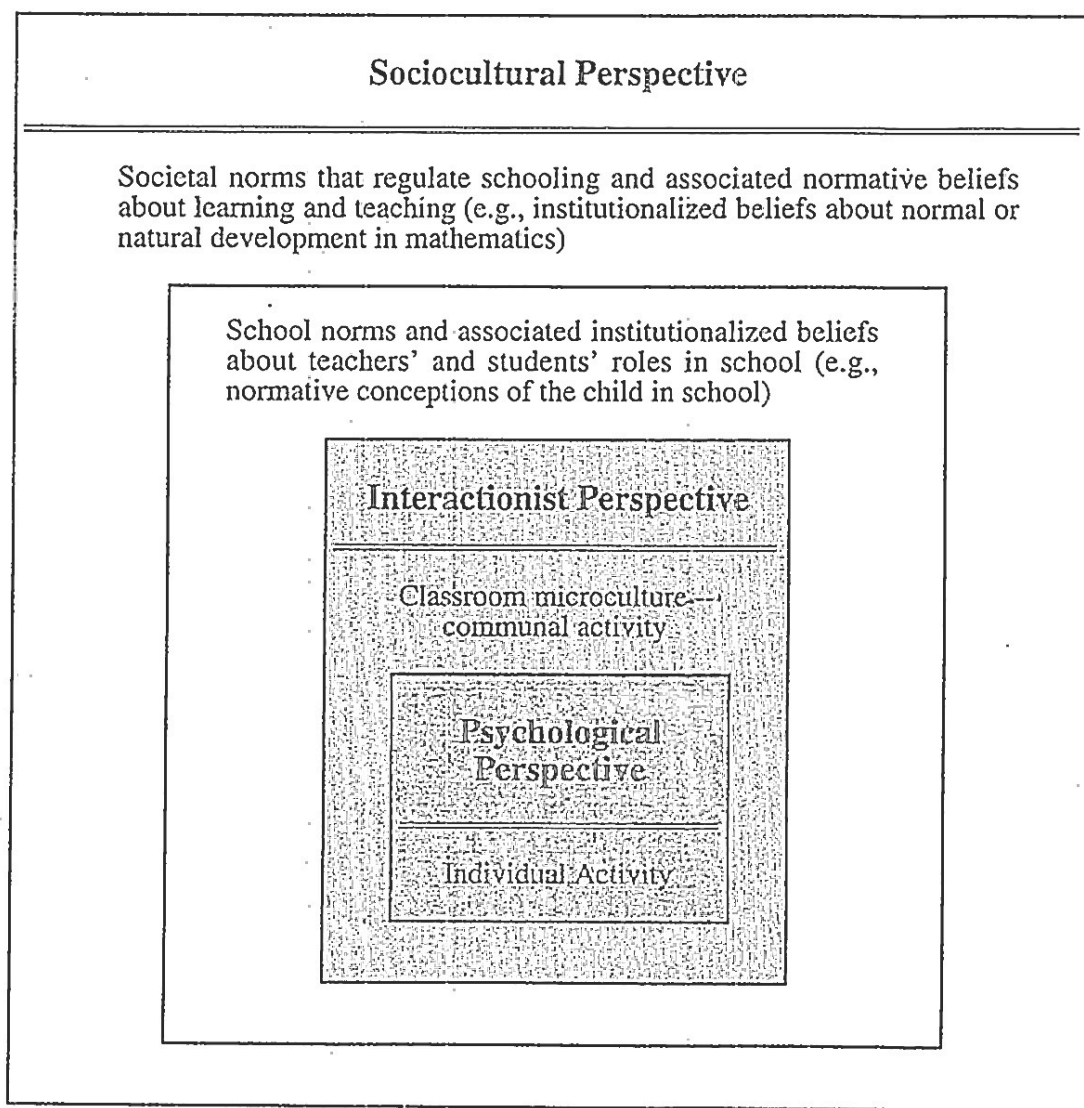 Sociocultural Perspective
Societal norms that regulate schooling and associated normative beliefs
about learning and teaching (e.g., institutionalized beliefs about normal or
natural development in mathematics)
School norms and associated institutionalized beliefs
about teachers' and students' roles in school (e.g.,
normative conceptions of the child in school)
Interactionist Perspective
Classroom microculture—
communal activity
Psychological
Perspective
Individual Activity